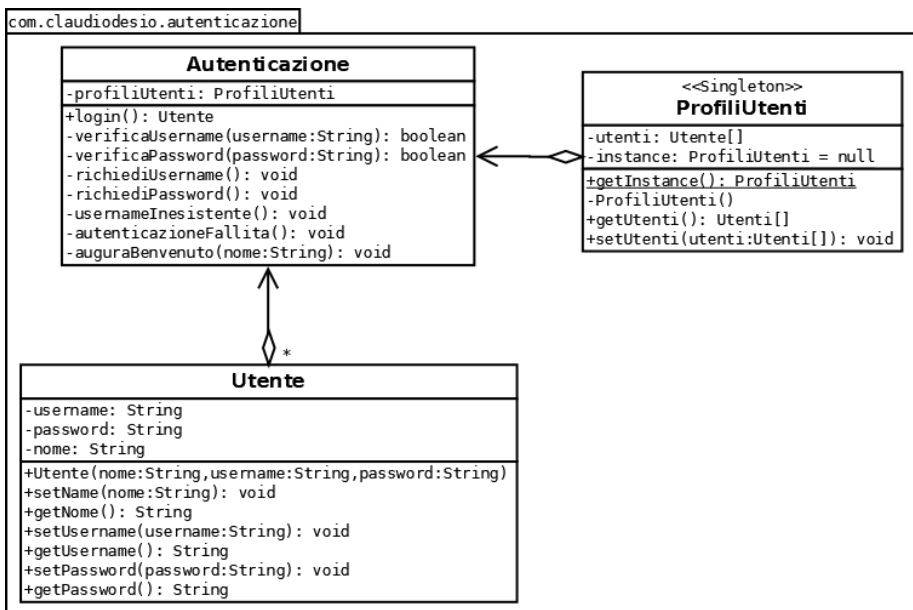 com.claudiodesio.autenticazione
Autenticazione
-profiliUtenti: ProfiliUtenti
+login(): Utente
-verificaUsername(username:String): boolean
-verificaPassword(password:String): boolean
-richiediUsername(): void
-richiediPassword(): void
-usernameInesistente(): void
-autenticazioneFallita(): void
-auguraBenvenuto(nome:String): void
<<Singleton>>
ProfiliUtenti
-utenti: Utente[]
-instance: ProfiliUtenti = null
+getInstance(): ProfiliUtenti
-ProfiliUtenti()
+getUtenti(): Utenti[]
+setUtenti(utenti:Utenti[]): void
*
Utente
-username: String
-password: String
-nome: String
+Utente(nome:String,username:String,password:String)
+setName(nome:String): void
+getNome(): String
+setUsername(username:String): void
+getUsername(): String
+setPassword(password:String): void
+getPassword(): String